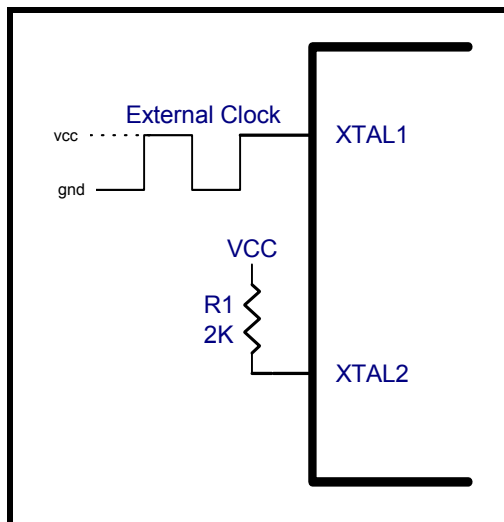 External Clock
vcc
XTAL1
gnd
VCC
R1
2K
XTAL2